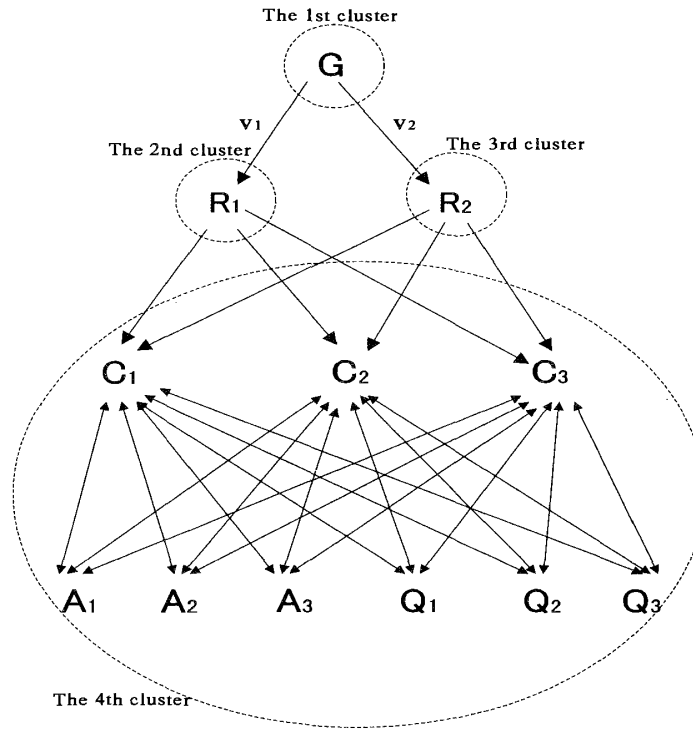 The 1st cluster
G
v1 v2
The 2nd cluster The 3rd cluster
R1 R2
C1 C2 C3
A1 A2 A3 Q1 Q2 Q3
The 4th cluster